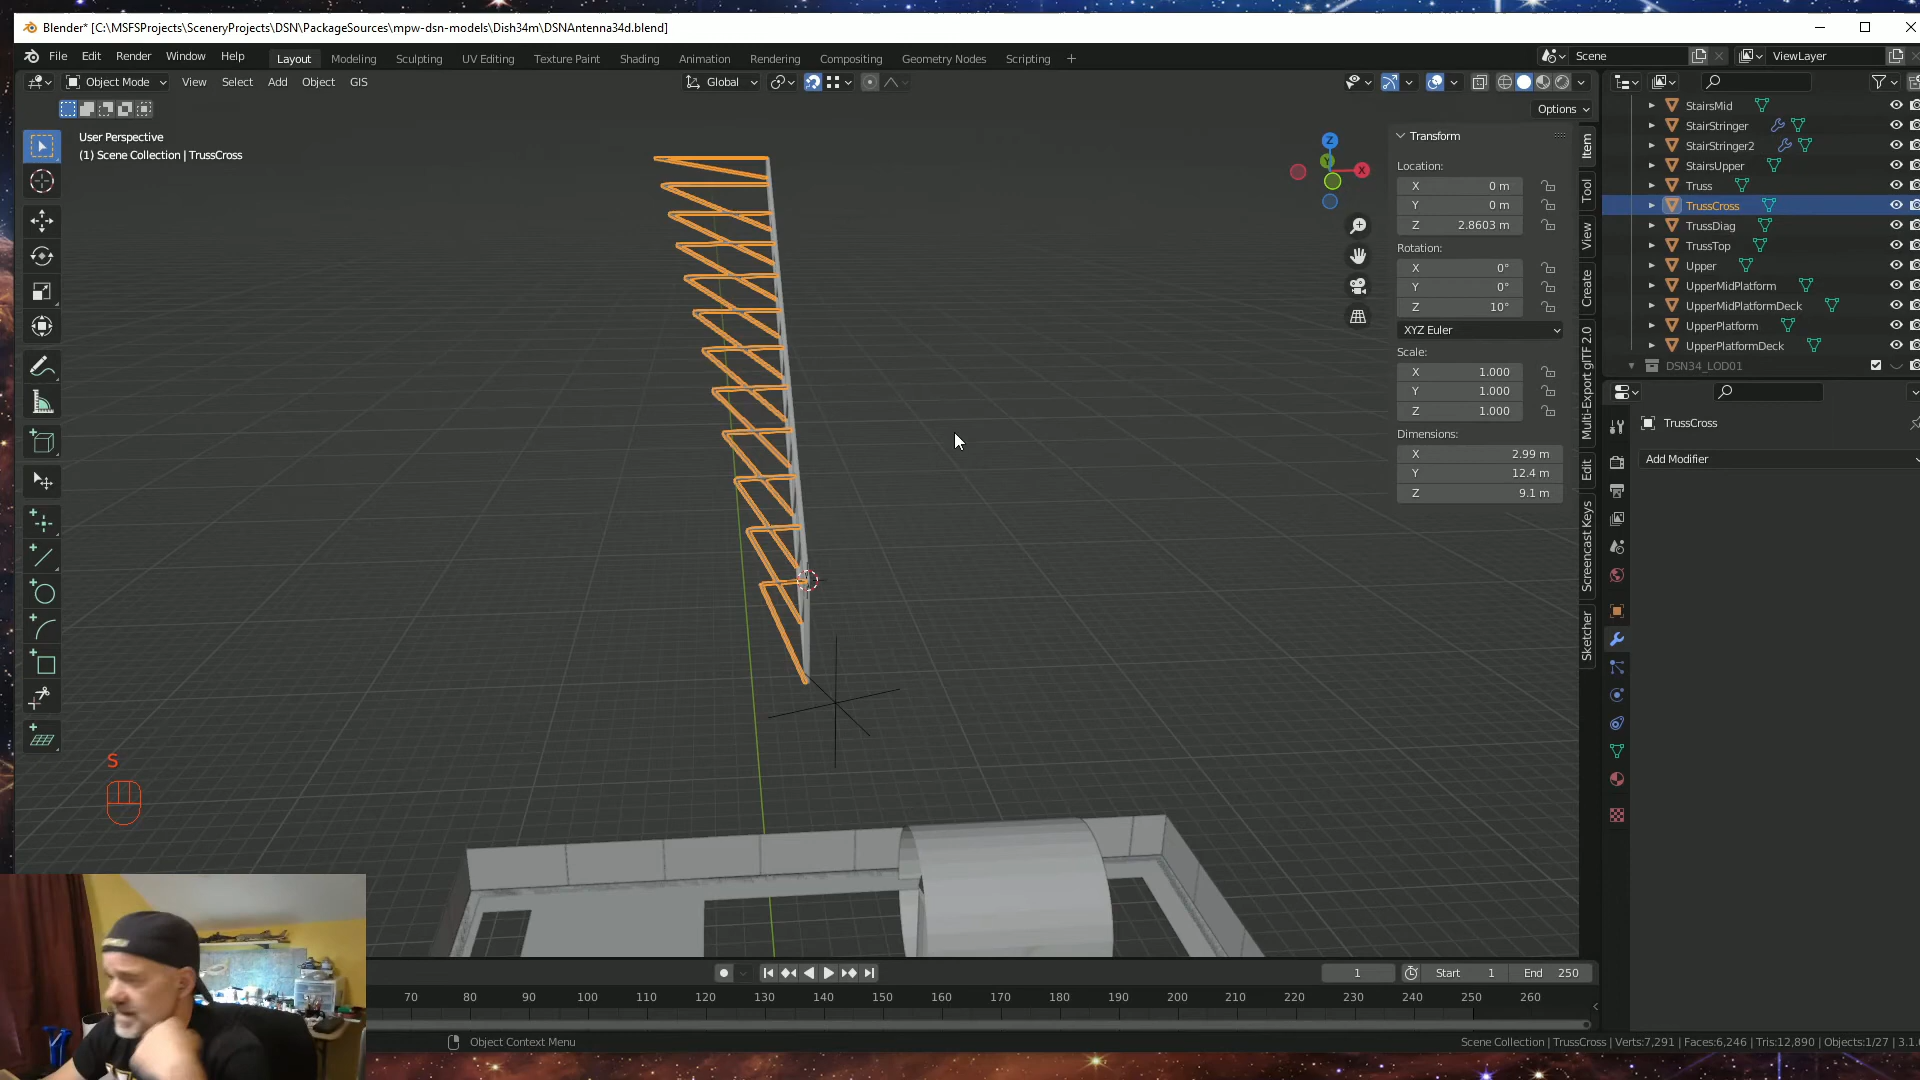 Blender* [C:\MSFSProjects\SceneryProjects\DSN\PackageSources\mpw-dsn-models\Dish34m\DSNAntenna34d.blend]
File Edit Render Window Help Layout Modeling Sculpting UV Editing Texture Paint Shading Animation Rendering Compositing Geometry Nodes Scripting + Scene ViewLayer
Object Mode View Select Add Object GIS Global
Options
User Perspective
(1) Scene Collection | TrussCross
Transform
Location:
X 0 m
Y 0 m
Z 2.8603 m
Rotation:
X 0°
Y 0°
Z 10°
XYZ Euler
Scale:
X 1.000
Y 1.000
Z 1.000
Dimensions:
X 2.99 m
Y 12.4 m
Z 9.1 m
Item
Tool
View
Create
Multi-Export glTF 2.0
Edit
Screencast Keys
Sketcher
Z
Y
X
StairsMid
StairStringer
StairStringer2
StairsUpper
Truss
TrussCross
TrussDiag
TrussTop
Upper
UpperMidPlatform
UpperMidPlatformDeck
UpperPlatform
UpperPlatformDeck
DSN34_LOD01
TrussCross
Add Modifier
S
1 Start 1 End 250
70 80 90 100 110 120 130 140 150 160 170 180 190 200 210 220 230 240 250 260
Object Context Menu
Scene Collection | TrussCross | Verts:7,291 | Faces:6,246 | Tris:12,890 | Objects:1/27 | 3.1.